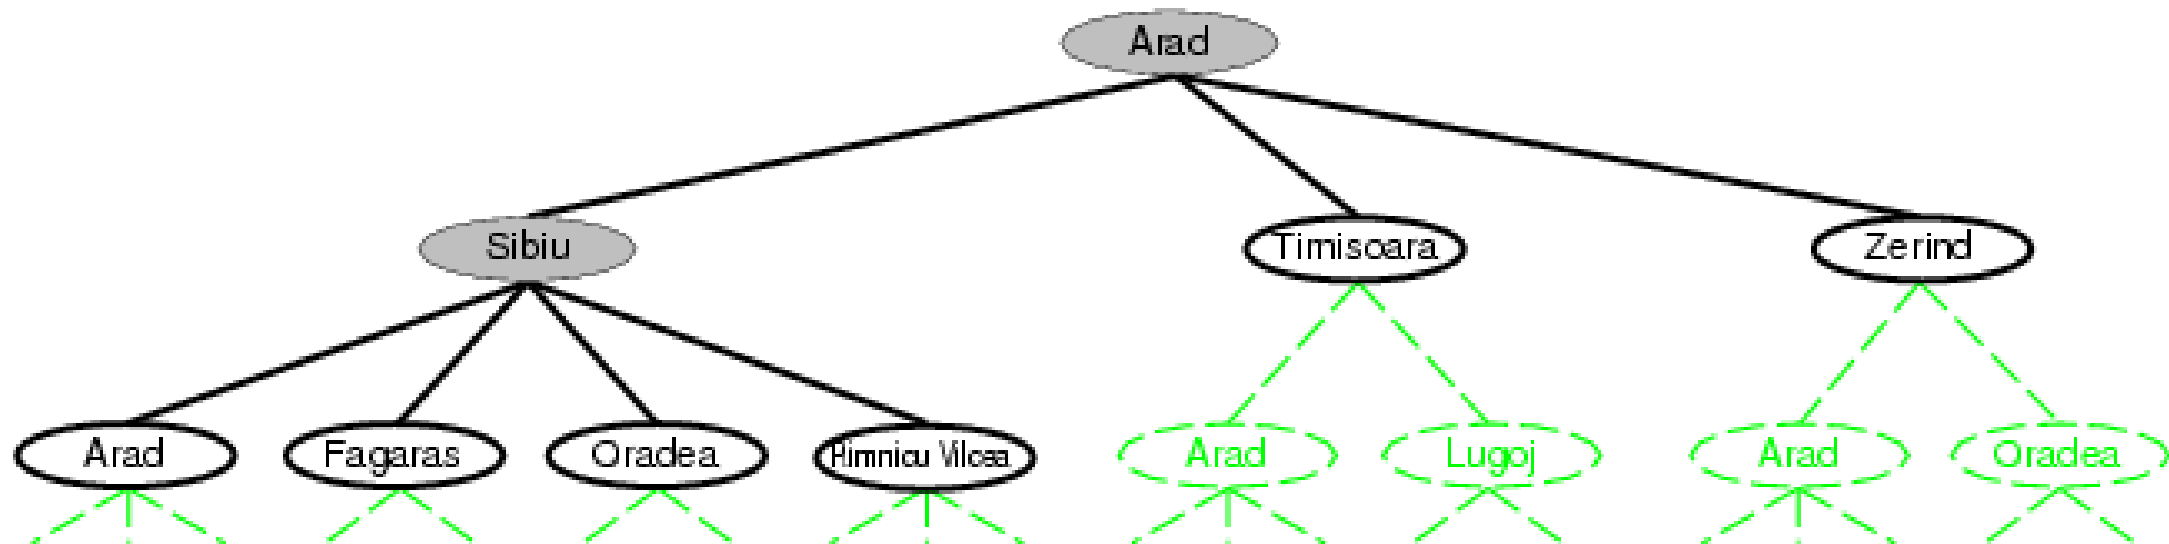 Arad
Sibiu Timisoara Zerind
Arad Fagaras Oradea Rimnicu Vilcea Arad Lugoj Arad Oradea